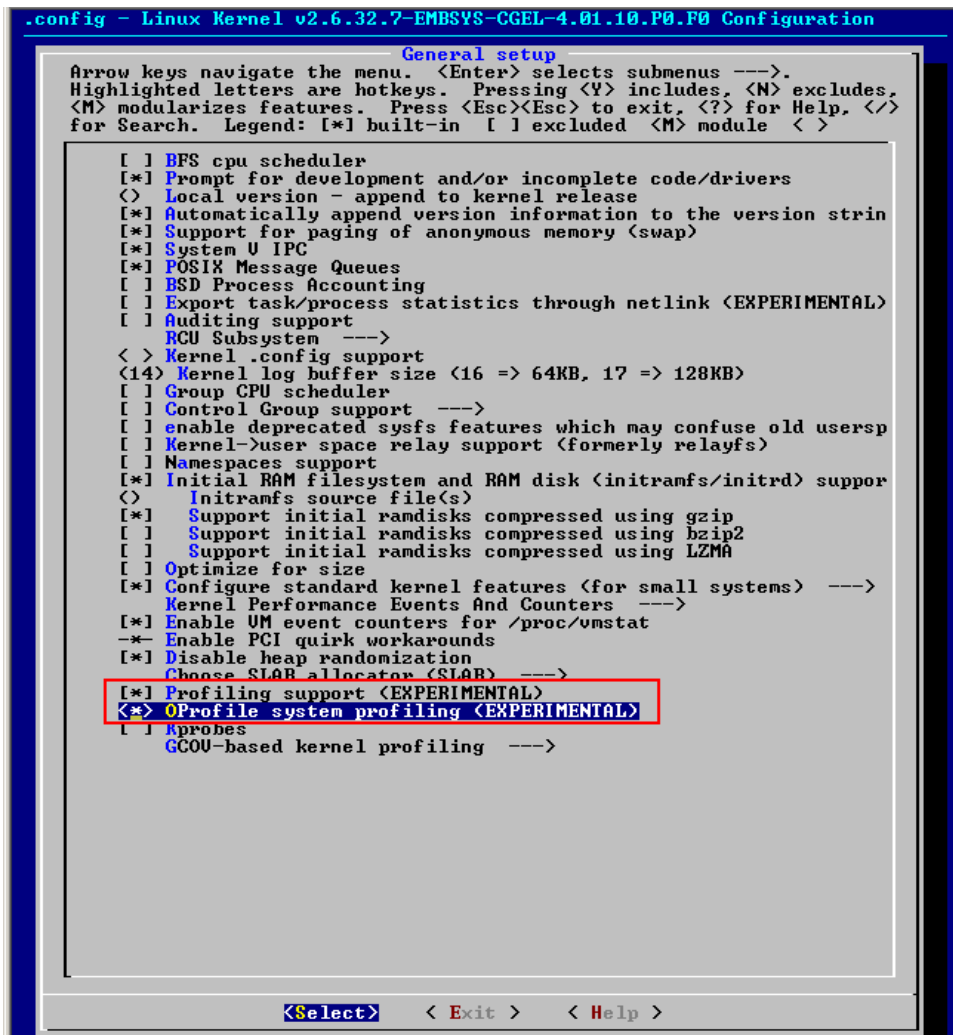 .config - Linux Kernel v2.6.32.7-EMBSYS-CGEL-4.01.10.P0.F0 Configuration
General setup
Arrow keys navigate the menu.  <Enter> selects submenus --->.
Highlighted letters are hotkeys.  Pressing <Y> includes, <N> excludes,
<M> modularizes features.  Press <Esc><Esc> to exit, <?> for Help, </>
for Search.  Legend: [*] built-in  [ ] excluded  <M> module  < >
[ ] BFS cpu scheduler
[*] Prompt for development and/or incomplete code/drivers
() Local version - append to kernel release
[*] Automatically append version information to the version strin
[*] Support for paging of anonymous memory (swap)
[*] System V IPC
[*] POSIX Message Queues
[ ] BSD Process Accounting
[ ] Export task/process statistics through netlink (EXPERIMENTAL)
[ ] Auditing support
RCU Subsystem  --->
< > Kernel .config support
(14) Kernel log buffer size (16 => 64KB, 17 => 128KB)
[ ] Group CPU scheduler
[ ] Control Group support  --->
[ ] enable deprecated sysfs features which may confuse old usersp
[ ] Kernel->user space relay support (formerly relayfs)
[ ] Namespaces support
[*] Initial RAM filesystem and RAM disk (initramfs/initrd) suppor
() Initramfs source file(s)
[*] Support initial ramdisks compressed using gzip
[ ] Support initial ramdisks compressed using bzip2
[ ] Support initial ramdisks compressed using LZMA
[ ] Optimize for size
[*] Configure standard kernel features (for small systems)  --->
Kernel Performance Events And Counters  --->
[*] Enable VM event counters for /proc/vmstat
-*- Enable PCI quirk workarounds
[*] Disable heap randomization
Choose SLAB allocator (SLAB)  --->
[*] Profiling support (EXPERIMENTAL)
<*> OProfile system profiling (EXPERIMENTAL)
[ ] Kprobes
GCOV-based kernel profiling  --->
<Select>    < Exit >    < Help >